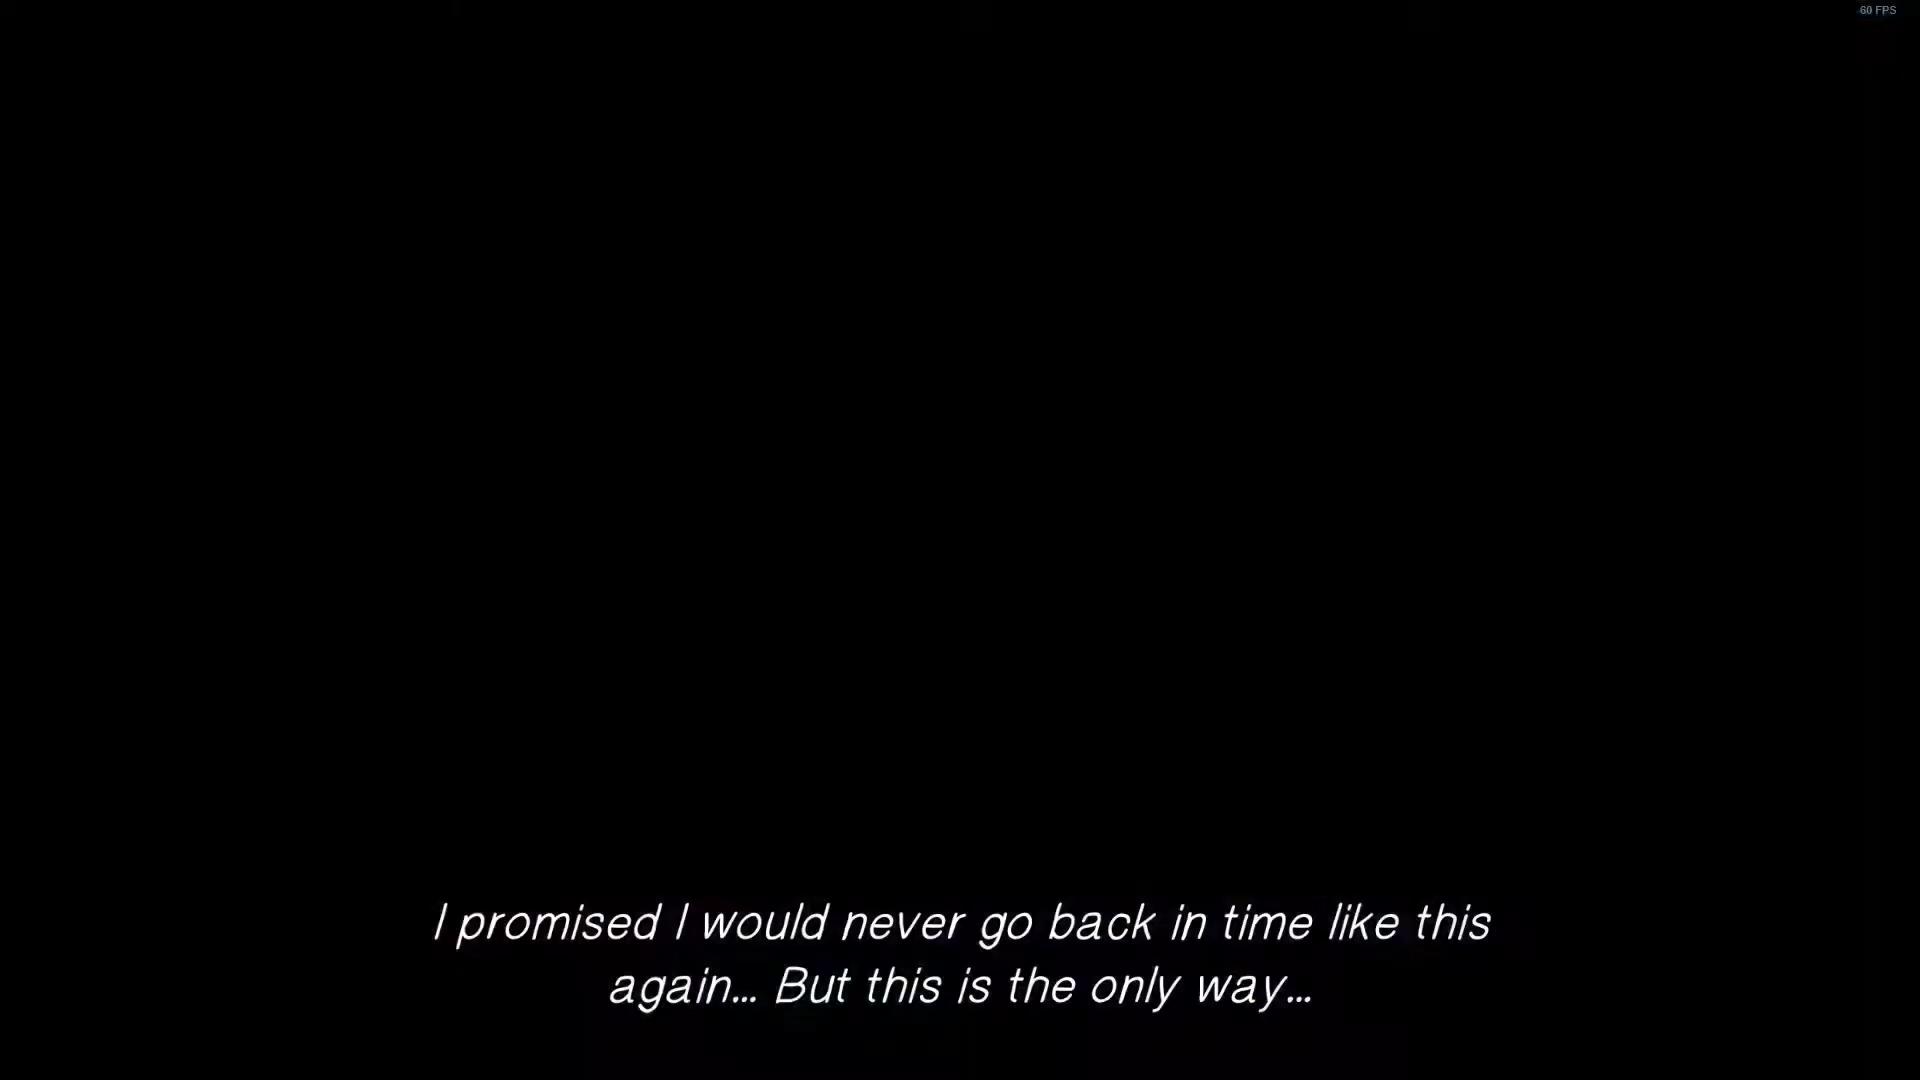 60 FPS
I promised I would never go back in time like this
again... But this is the only way...